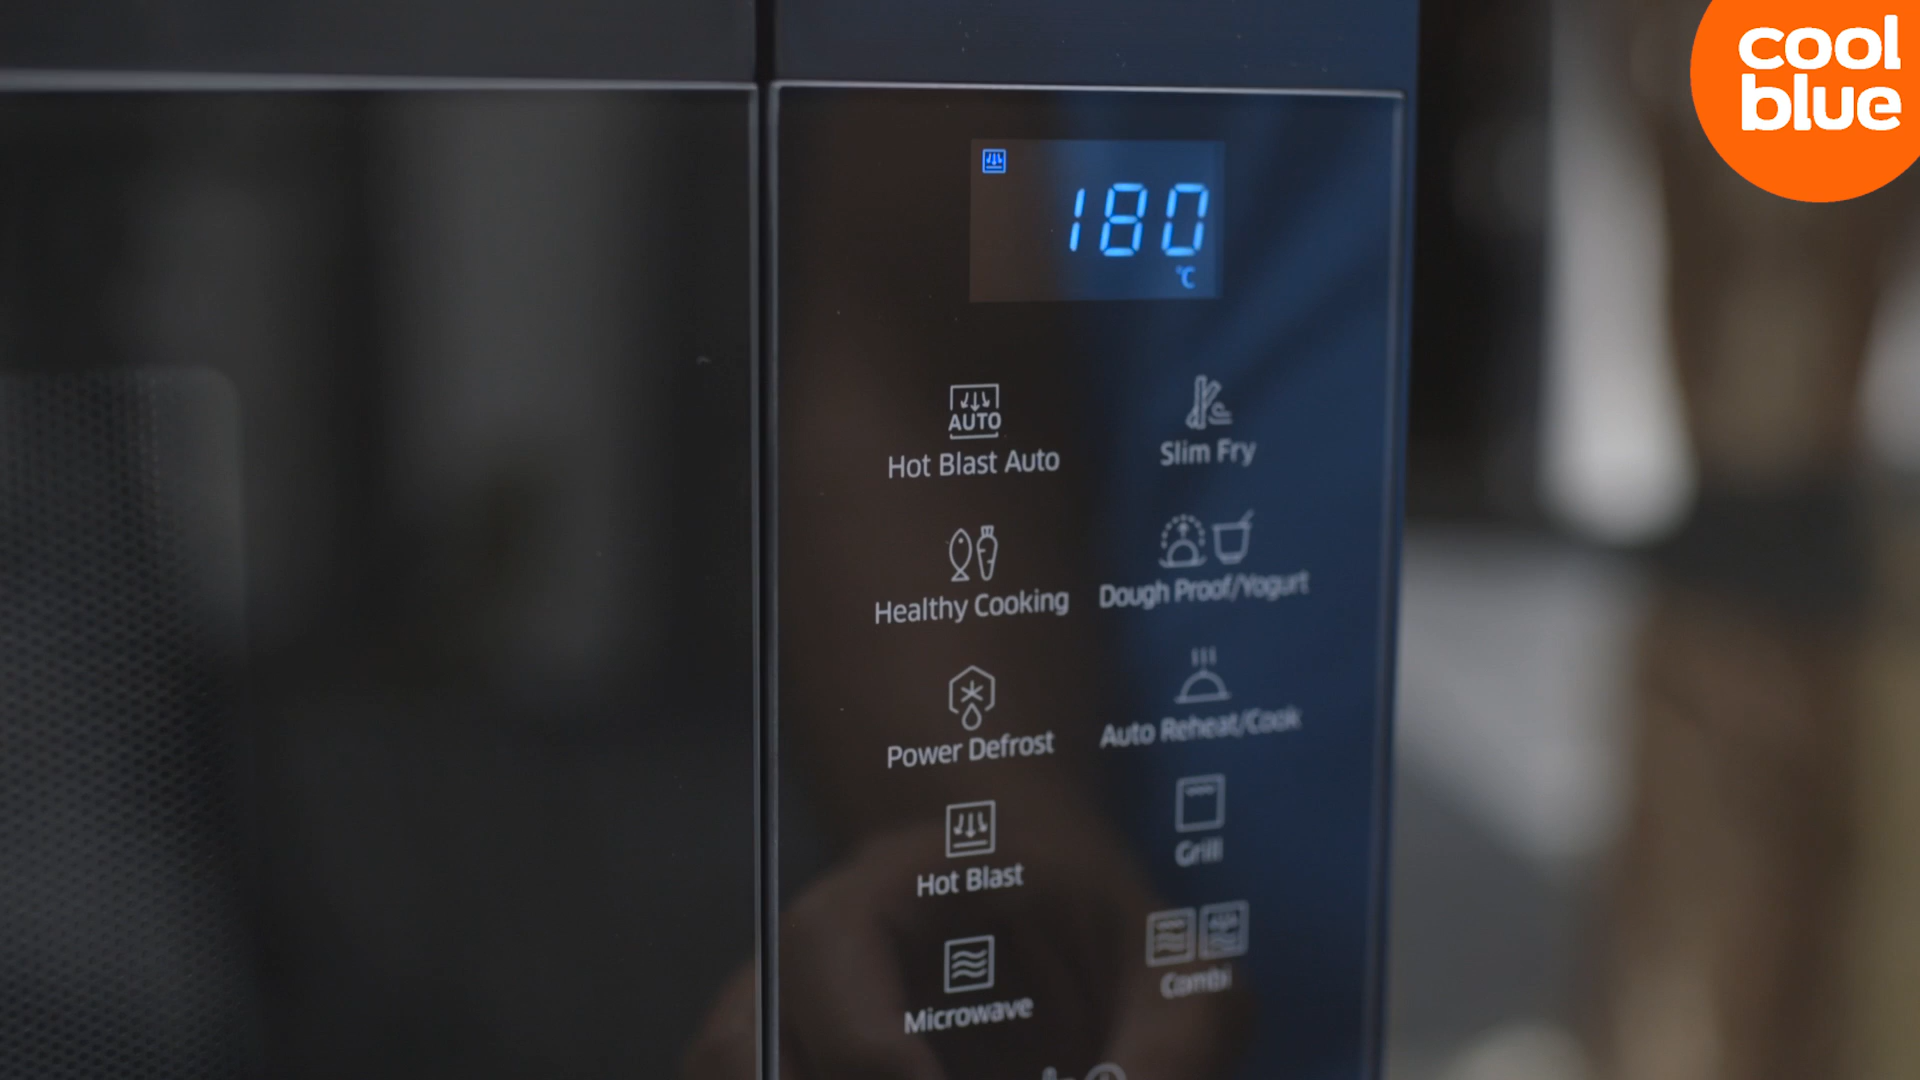 cool
blue
180
°C
AUTO
Hot Blast Auto
Slim Fry
Healthy Cooking
Dough Proof/Yogurt
Power Defrost
Auto Reheat/Cook
Hot Blast
Grill
Microwave
Combi